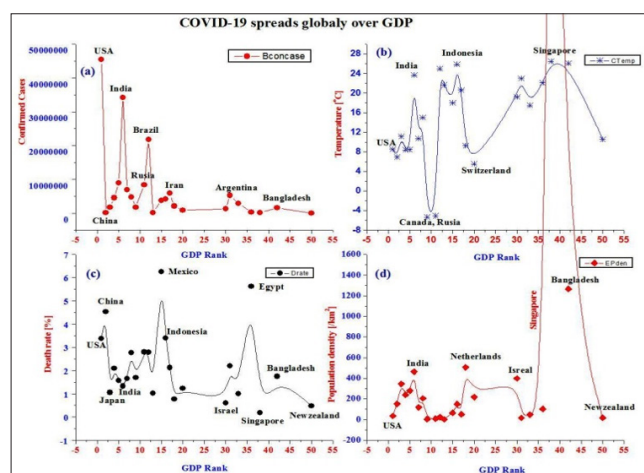 COVID-19 spreads globaly over GDP
(a)
Bconcase
Confirmed Cases
50000000
40000000
30000000
20000000
10000000
0
USA
India
Brazil
China
Rusia
Iran
Argentina
Bangladesh
0 5 10 15 20 25 30 35 40 45 50 55
GDP Rank
(b)
CTemp
Temperature [°C]
28
24
20
16
12
8
4
0
-4
USA
India
Indonesia
Singapore
Switzerland
Canada, Rusia
0 5 10 15 20 25 30 35 40 45 50 55
GDP Rank
(c)
Drate
Death rate [%]
7
6
5
4
3
2
1
0
China
USA
Japan
India
Mexico
Indonesia
Egypt
Israel
Singapore
Bangladesh
Newzealand
0 5 10 15 20 25 30 35 40 45 50 55
GDP Rank
(d)
EPden
Population density [/km²]
1600
1400
1200
1000
800
600
400
200
0
-200
USA
India
Netherlands
Isreal
Singapore
Bangladesh
Newzealand
0 5 10 15 20 25 30 35 40 45 50 55
GDP Rank